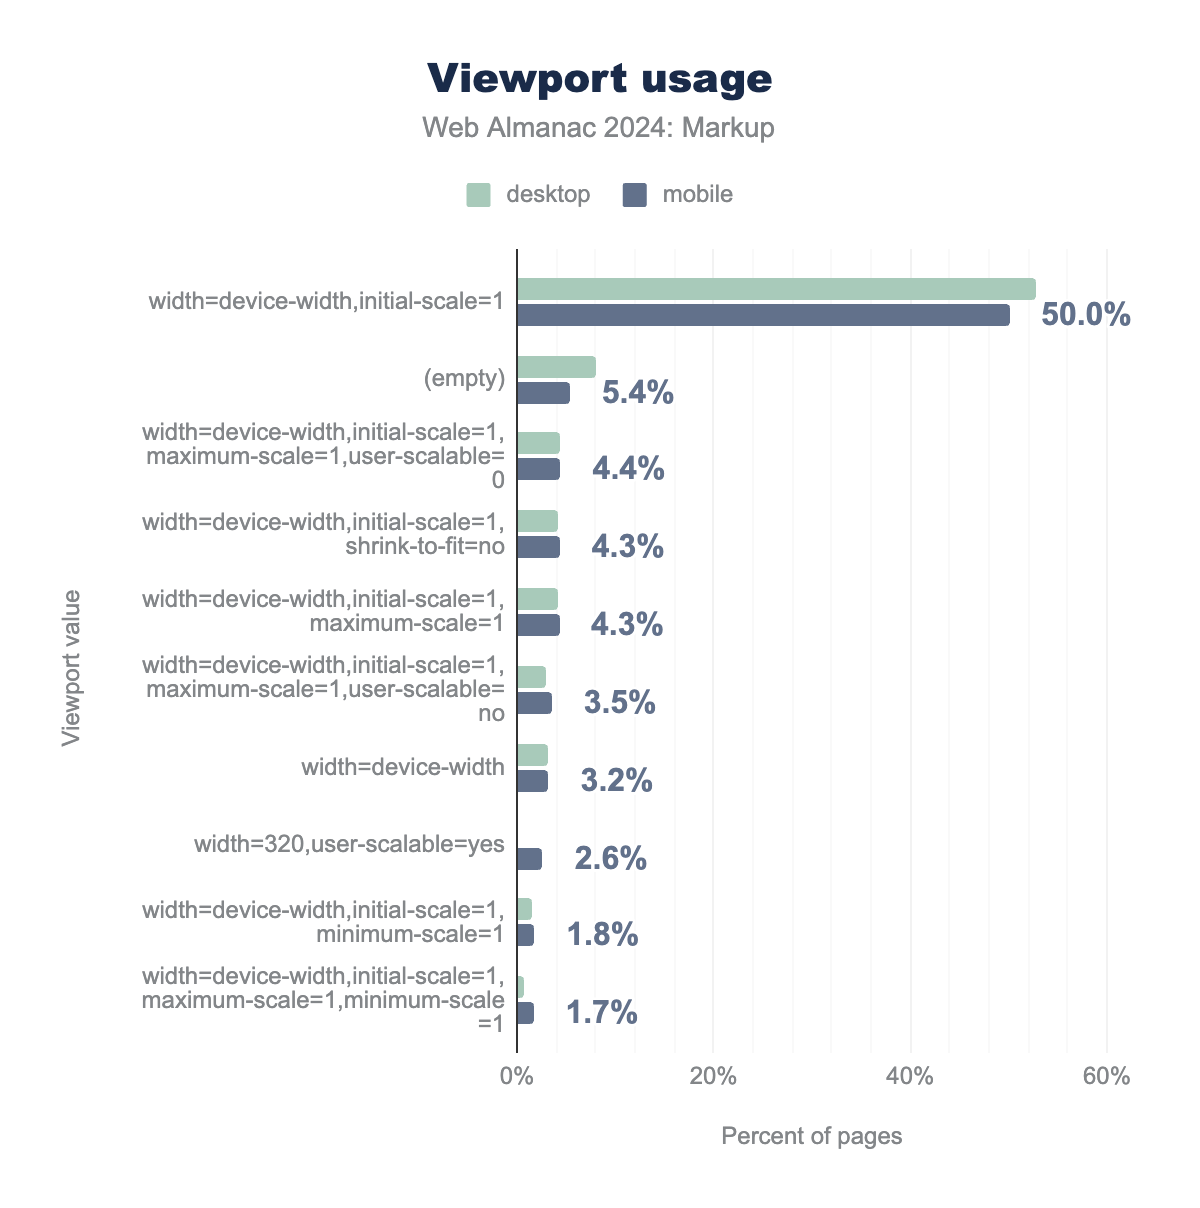 Viewport usage
Web Almanac 2024: Markup
desktop
mobile
width=device-width,initial-scale=1
50.0%
(empty)
5.4%
width=device-width,initial-scale=1,
maximum-scale=1,user-scalable=
0
4.4%
width=device-width,initial-scale=1,
shrink-to-fit=no
4.3%
width=device-width,initial-scale=1,
maximum-scale=1
4.3%
width=device-width,initial-scale=1,
maximum-scale=1,user-scalable=
no
3.5%
width=device-width
3.2%
width=320,user-scalable=yes
2.6%
width=device-width,initial-scale=1,
minimum-scale=1
1.8%
width=device-width,initial-scale=1,
maximum-scale=1,minimum-scale
=1
1.7%
Viewport value
0%
20%
40%
60%
Percent of pages